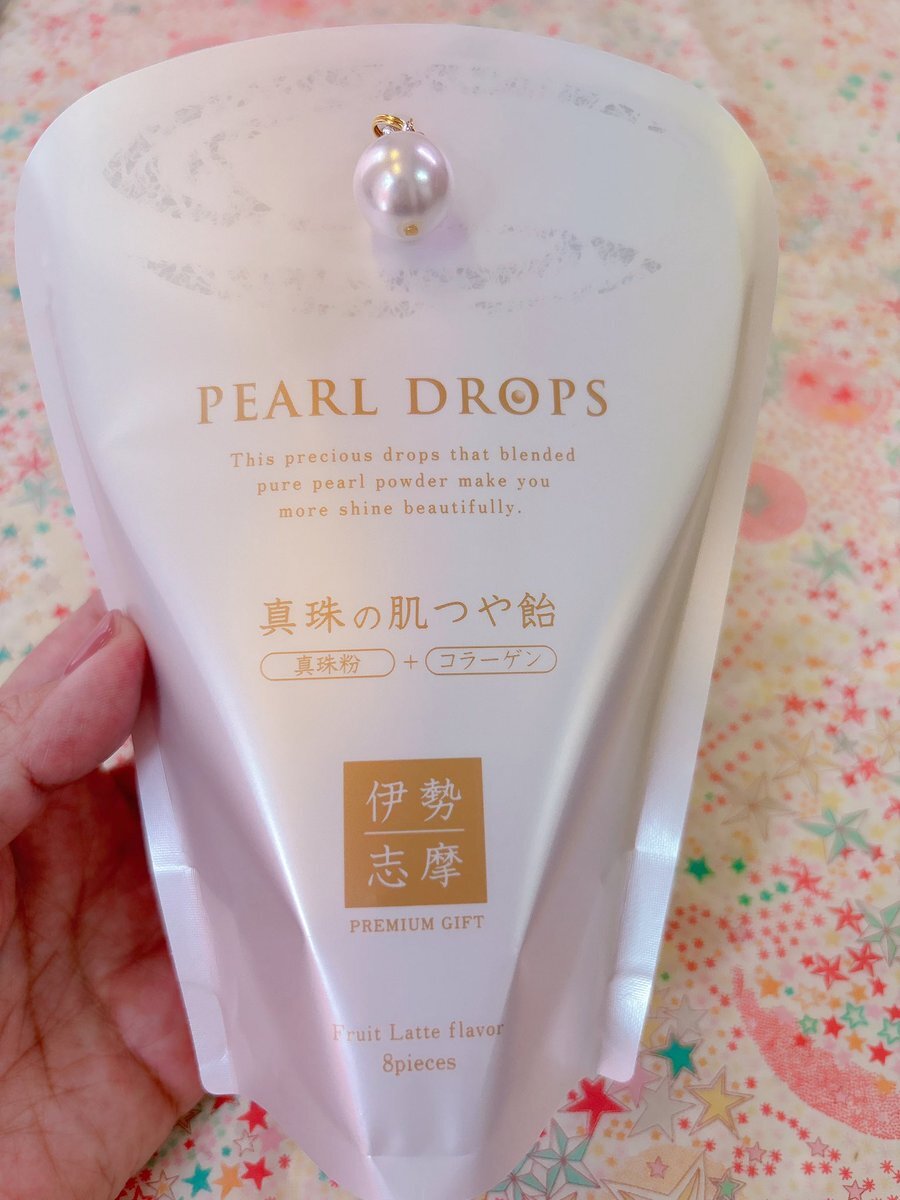 PEARL DROPS
This precious drops that blended
pure pearl powder make you
more shine beautifully.
真珠の肌つや飴
真珠粉 + コラーゲン
伊勢
志摩
PREMIUM GIFT
Fruit Latte flavor
8pieces